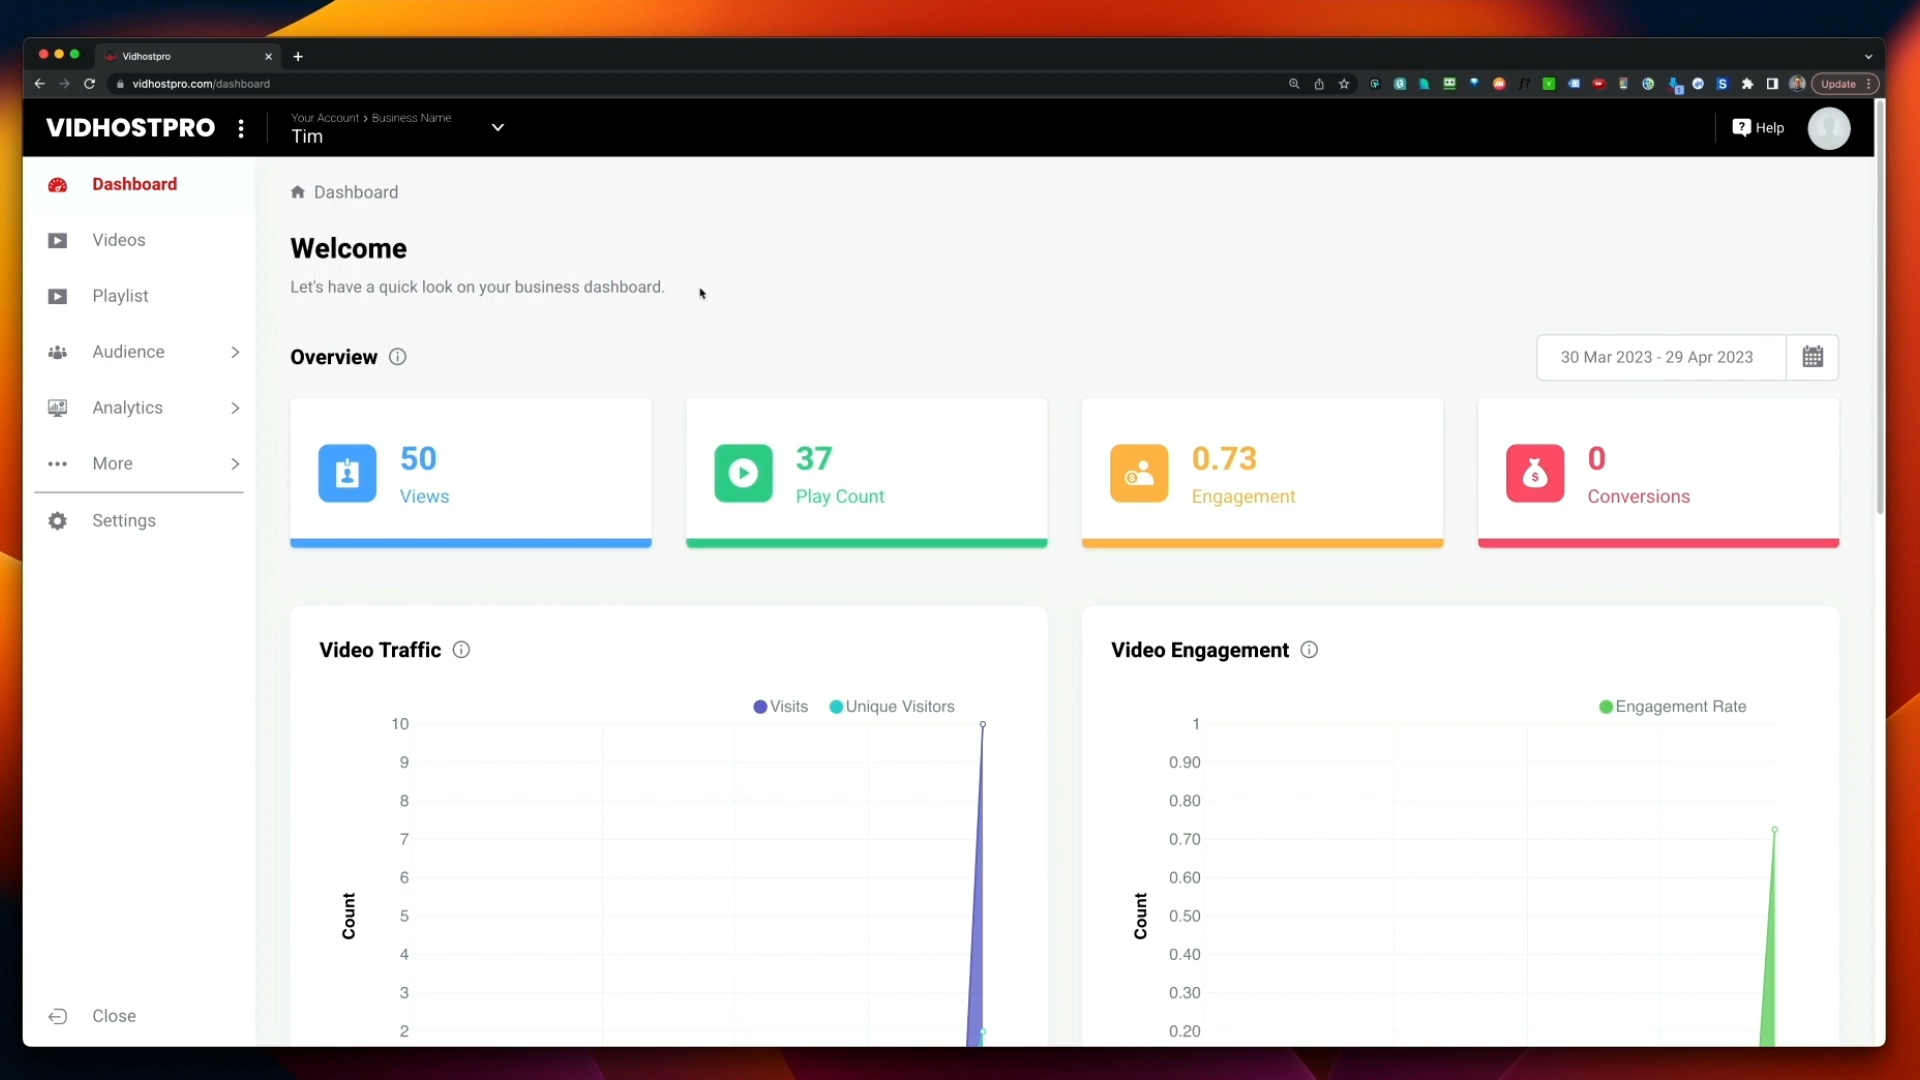 Vidhostpro
vidhostpro.com/dashboard
Update
VIDHOSTPRO
Your Account › Business Name
Tim
Help
Dashboard
Videos
Playlist
Audience
Analytics
More
Settings
Close
Dashboard
Welcome
Let's have a quick look on your business dashboard.
Overview
30 Mar 2023 - 29 Apr 2023
50
Views
37
Play Count
0.73
Engagement
0
Conversions
Video Traffic
Visits
Unique Visitors
10
9
8
7
6
5
4
3
2
Count
Video Engagement
Engagement Rate
1
0.90
0.80
0.70
0.60
0.50
0.40
0.30
0.20
Count